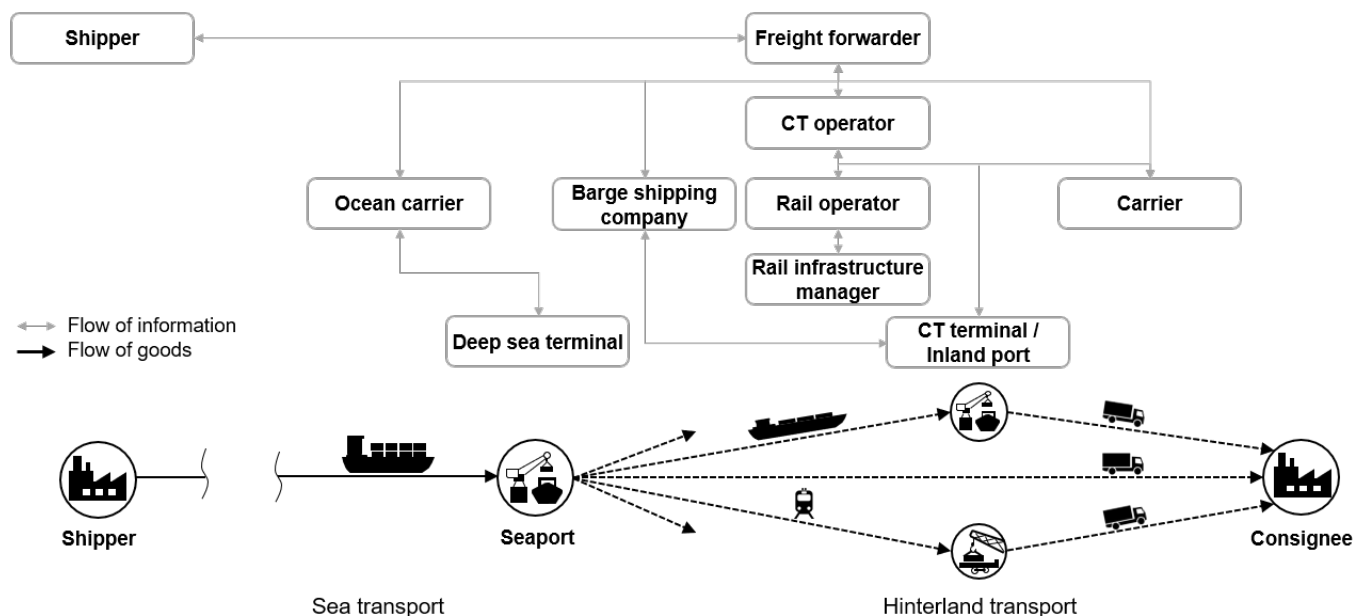 Shipper
Freight forwarder
CT operator
Ocean carrier
Barge shipping
company
Rail operator
Carrier
Rail infrastructure
manager
Flow of information
Flow of goods
Deep sea terminal
CT terminal /
Inland port
Shipper
Seaport
Consignee
Sea transport
Hinterland transport